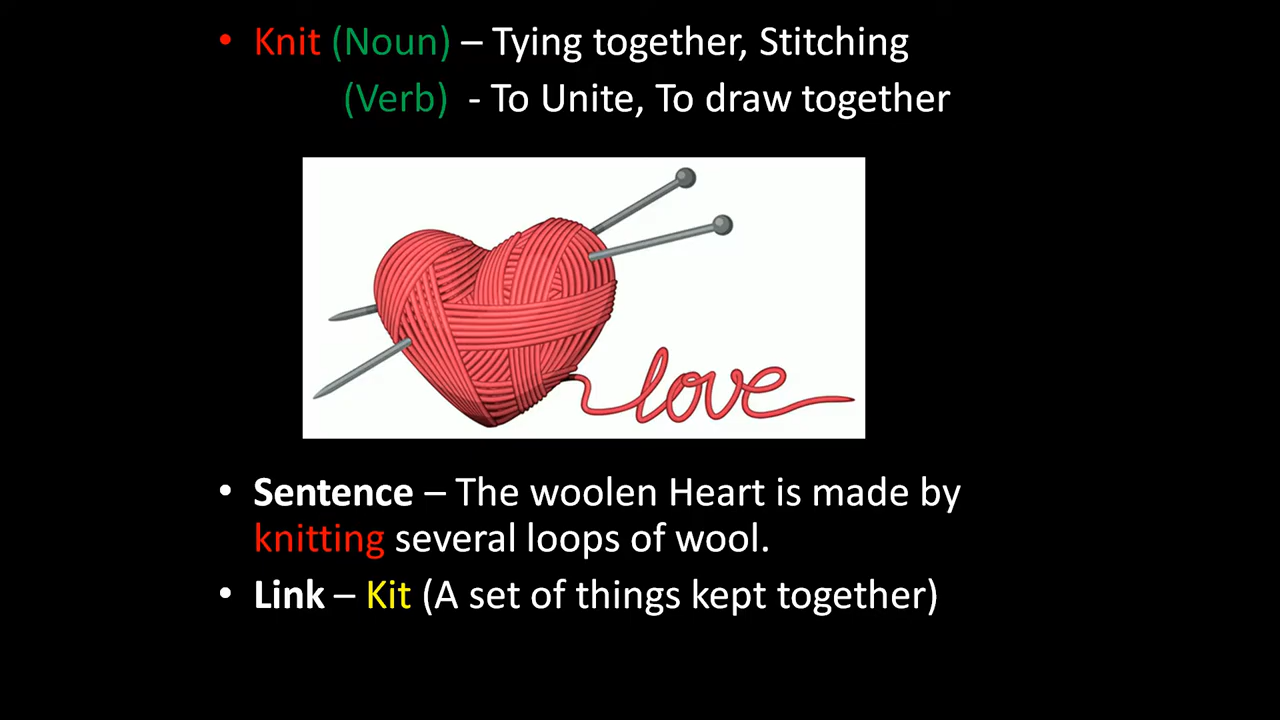 • Knit (Noun) – Tying together, Stitching
(Verb) - To Unite, To draw together
love
• Sentence – The woolen Heart is made by
knitting several loops of wool.
• Link – Kit (A set of things kept together)